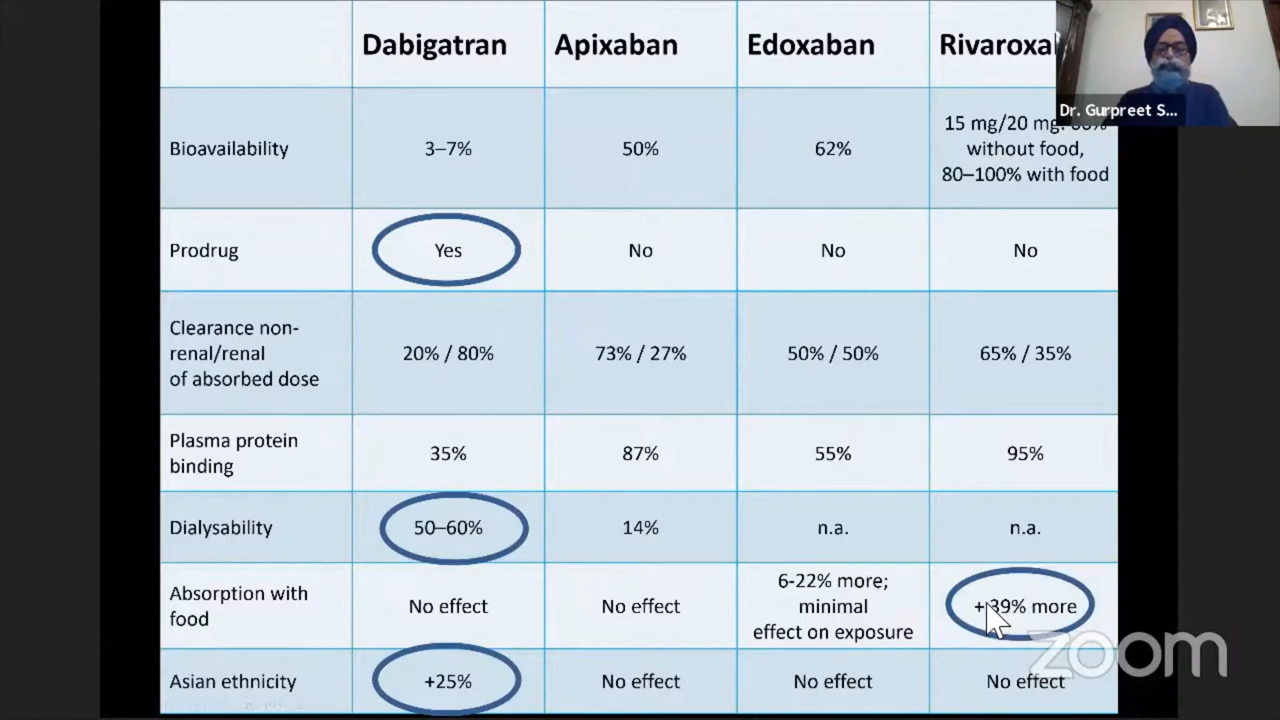 Dabigatran Apixaban Edoxaban
Dr. Gurpreet S...
Bioavailability
3–7%
50%
62%
15 mg/20 mg:
without food,
80–100% with food
Prodrug
Yes
No
No
No
Clearance non-
renal/renal
of absorbed dose
20% / 80%
73% / 27%
50% / 50%
65% / 35%
Plasma protein
binding
35%
87%
55%
95%
Dialysability
50–60%
14%
n.a.
n.a.
Absorption with
food
No effect
No effect
6-22% more;
minimal
effect on exposure
+ 39% more
Asian ethnicity
+25%
No effect
No effect
No effect
zoom